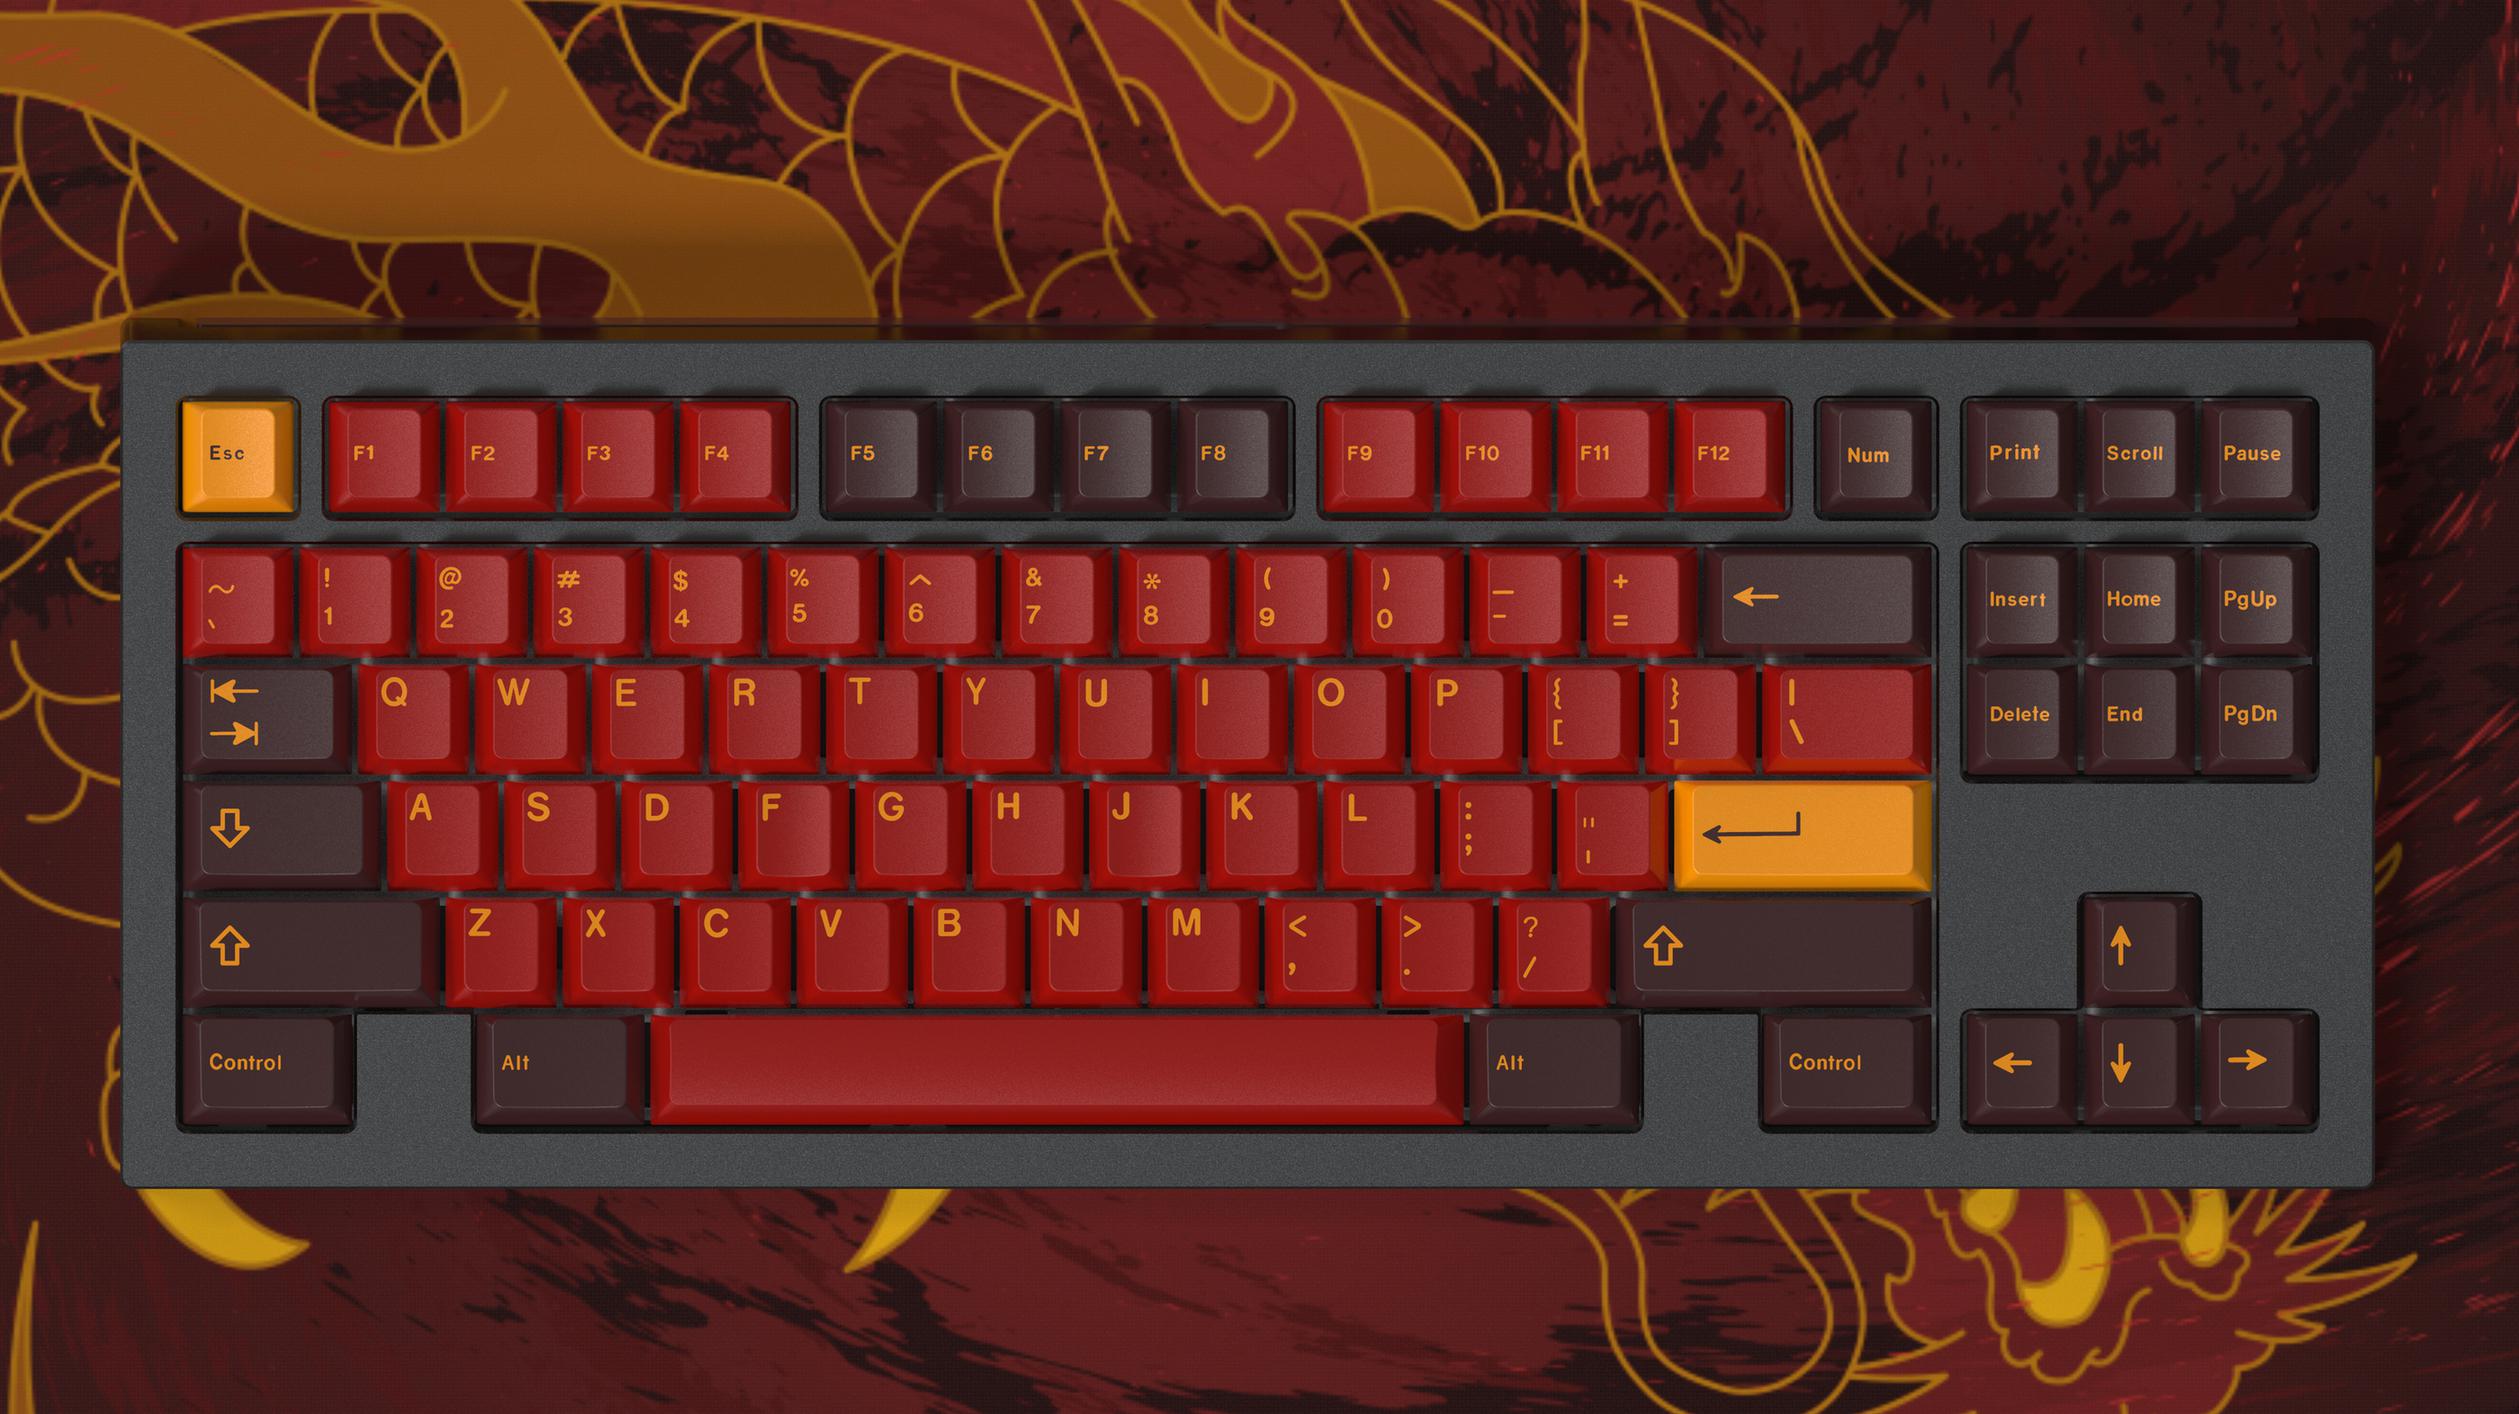 Esc F1 F2 F3 F4 F5 F6 F7 F8 F9 F10 F11 F12 Num Print Scroll Pause
~ ! @ # $ % ^ & * ( ) _ +
` 1 2 3 4 5 6 7 8 9 0 - = ← Insert Home PgUp
⇤ Q W E R T Y U I O P { } |
⇥ [ ] \ Delete End PgDn
⇩ A S D F G H J K L : "
; ' ↵
⇧ Z X C V B N M < > ? ⇧ ↑
, . /
Control Alt Alt Control ← ↓ →